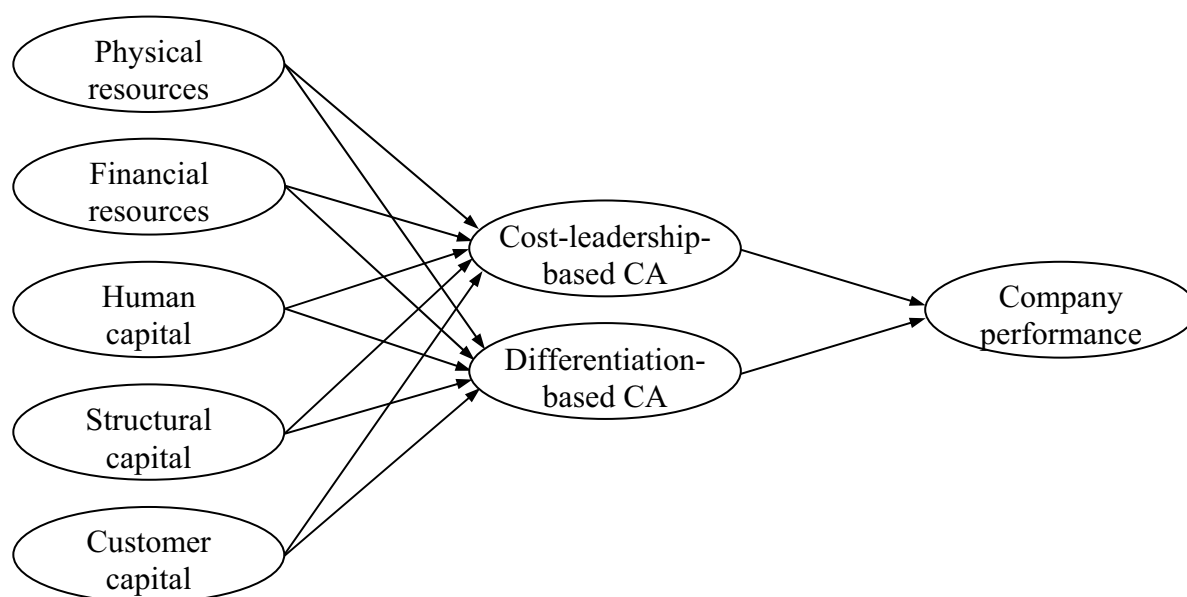 Physical
resources
Financial
resources
Human
capital
Structural
capital
Customer
capital
Cost-leadership-
based CA
Differentiation-
based CA
Company
performance